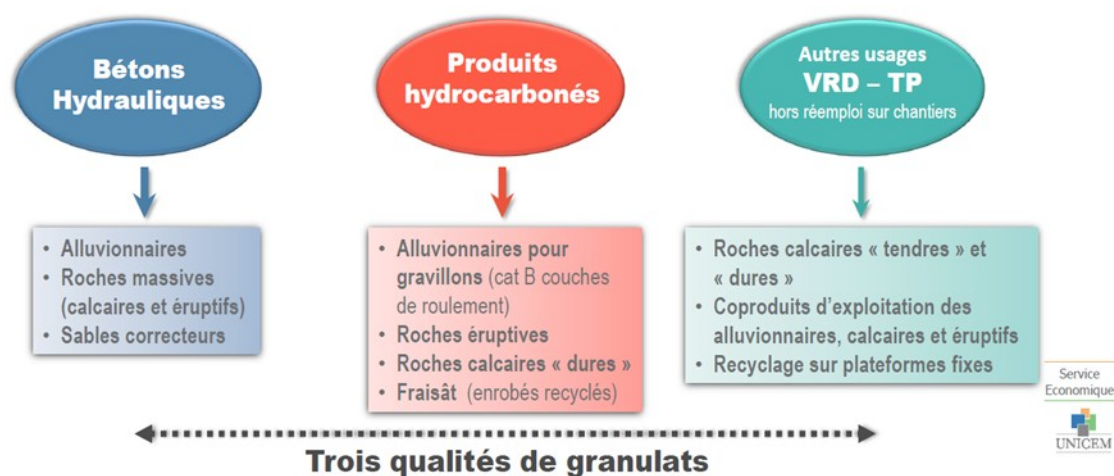 Bétons
Hydrauliques
Produits
hydrocarbonés
Autres usages
VRD – TP
hors réemploi sur chantiers
• Alluvionnaires
• Roches massives
(calcaires et éruptifs)
• Sables correcteurs
• Alluvionnaires pour
gravillons (cat B couches
de roulement)
• Roches éruptives
• Roches calcaires « dures »
• Fraisât (enrobés recyclés)
• Roches calcaires « tendres » et
« dures »
• Coproduits d’exploitation des
alluvionnaires, calcaires et éruptifs
• Recyclage sur plateformes fixes
Service
Economique
UNICEM
Trois qualités de granulats